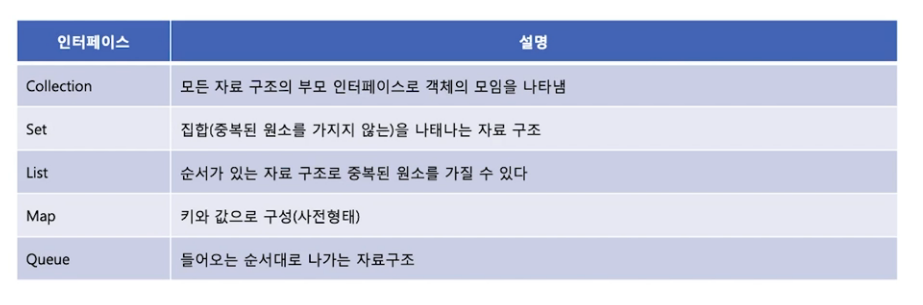 인터페이스 설명
Collection 모든 자료 구조의 부모 인터페이스로 객체의 모임을 나타냄
Set 집합(중복된 원소를 가지지 않는)을 나태나는 자료 구조
List 순서가 있는 자료 구조로 중복된 원소를 가질 수 있다
Map 키와 값으로 구성(사전형태)
Queue 들어오는 순서대로 나가는 자료구조